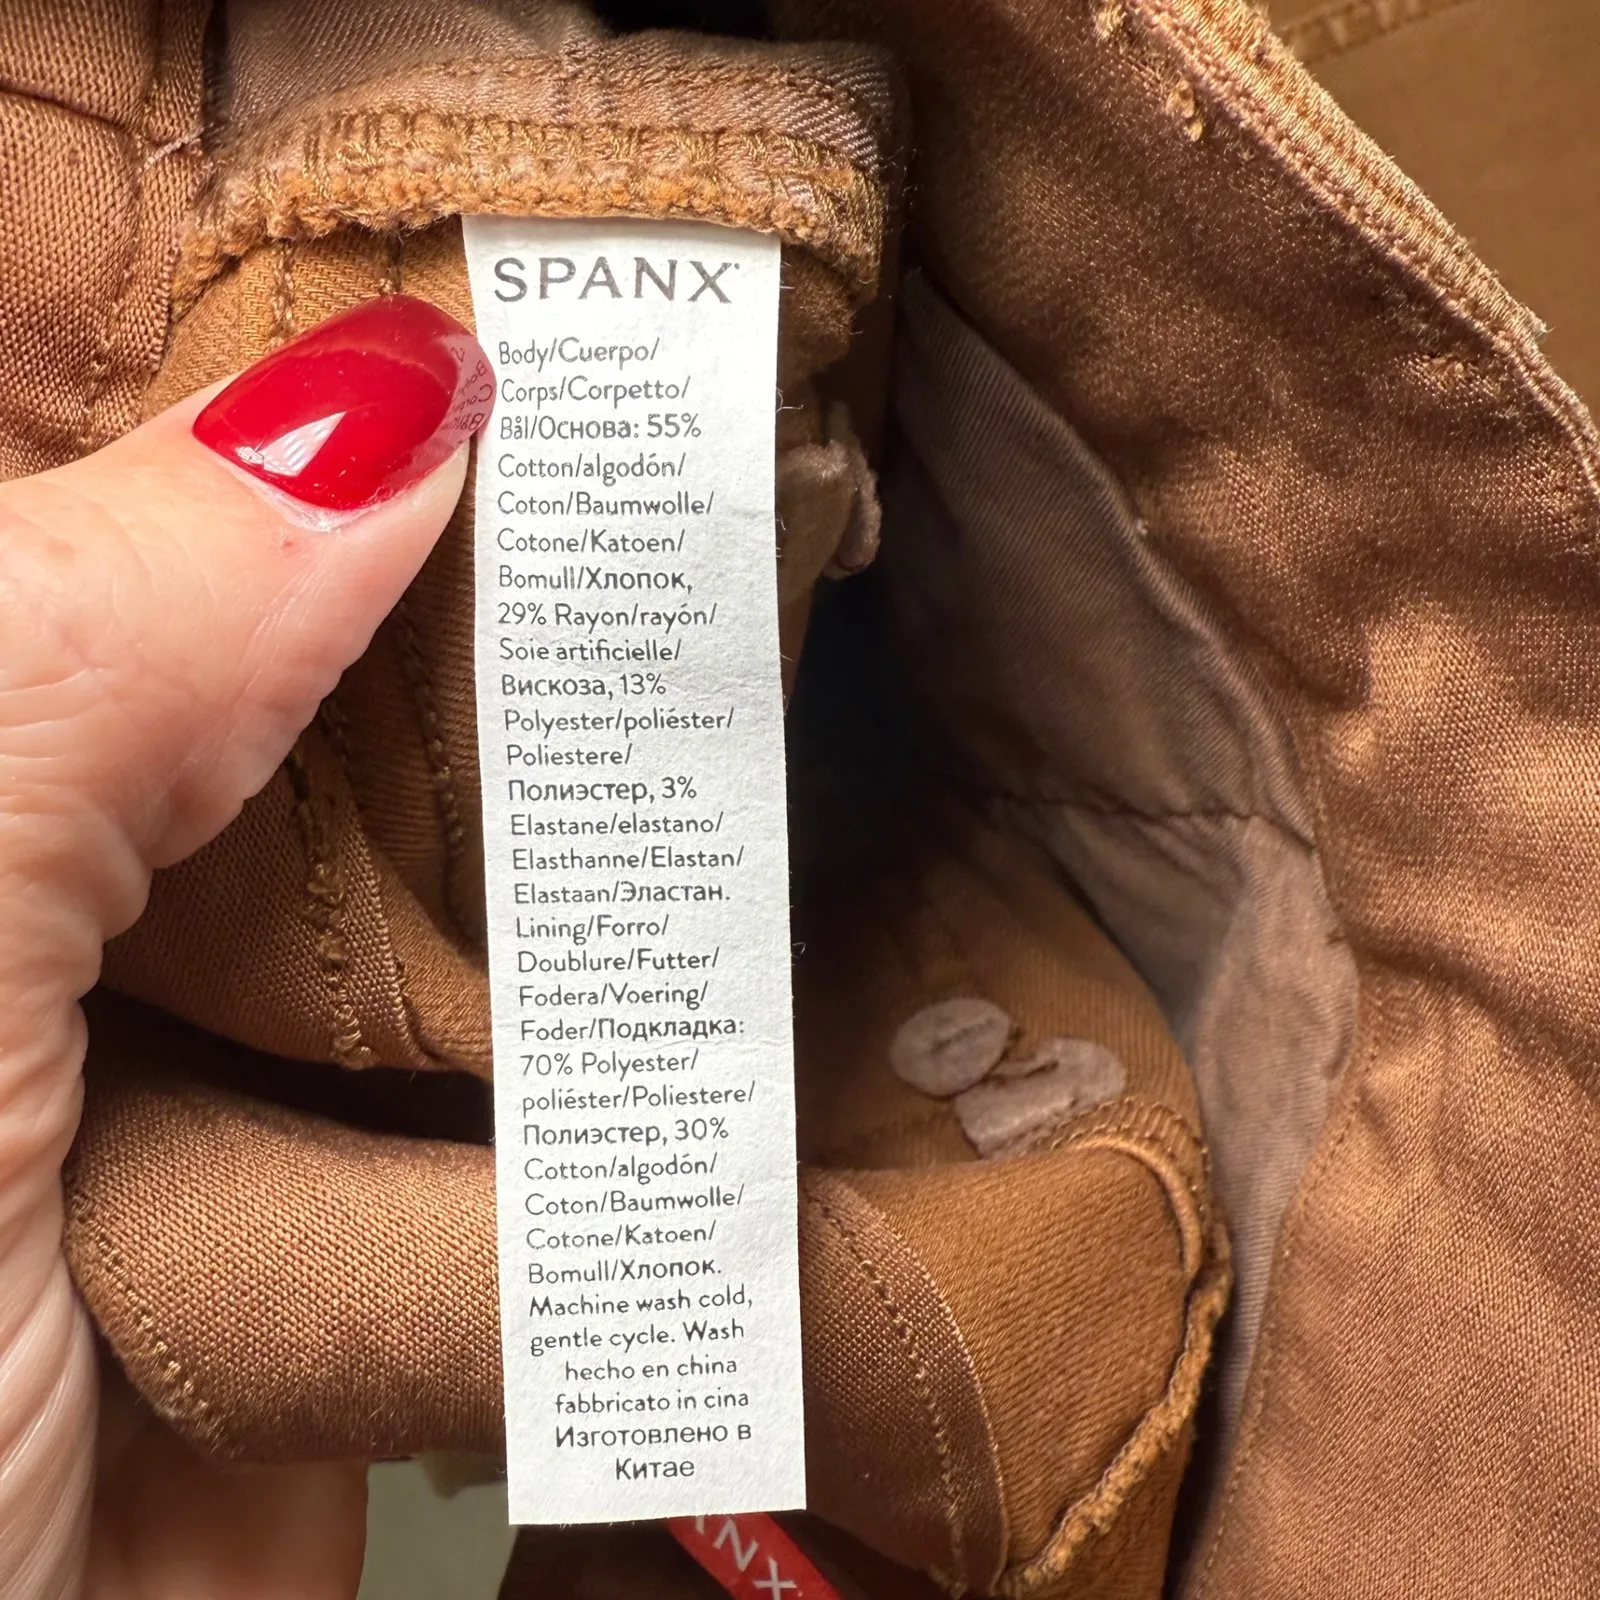 SPANX
Body/Cuerpo/
Corps/Corpetto/
Bål/Основа: 55%
Cotton/algodón/
Coton/Baumwolle/
Cotone/Katoen/
Bomull/Хлопок,
29% Rayon/rayón/
Soie artificielle/
Вискоза, 13%
Polyester/poliéster/
Poliestere/
Полиэстер, 3%
Elastane/elastano/
Elasthanne/Elastan/
Elastaan/Эластан.
Lining/Forro/
Doublure/Futter/
Fodera/Voering/
Foder/Подкладка:
70% Polyester/
poliéster/Poliestere/
Полиэстер, 30%
Cotton/algodón/
Coton/Baumwolle/
Cotone/Katoen/
Bomull/Хлопок.
Machine wash cold,
gentle cycle. Wash
hecho en china
fabbricato in cina
Изготовлено в
Китае
NX